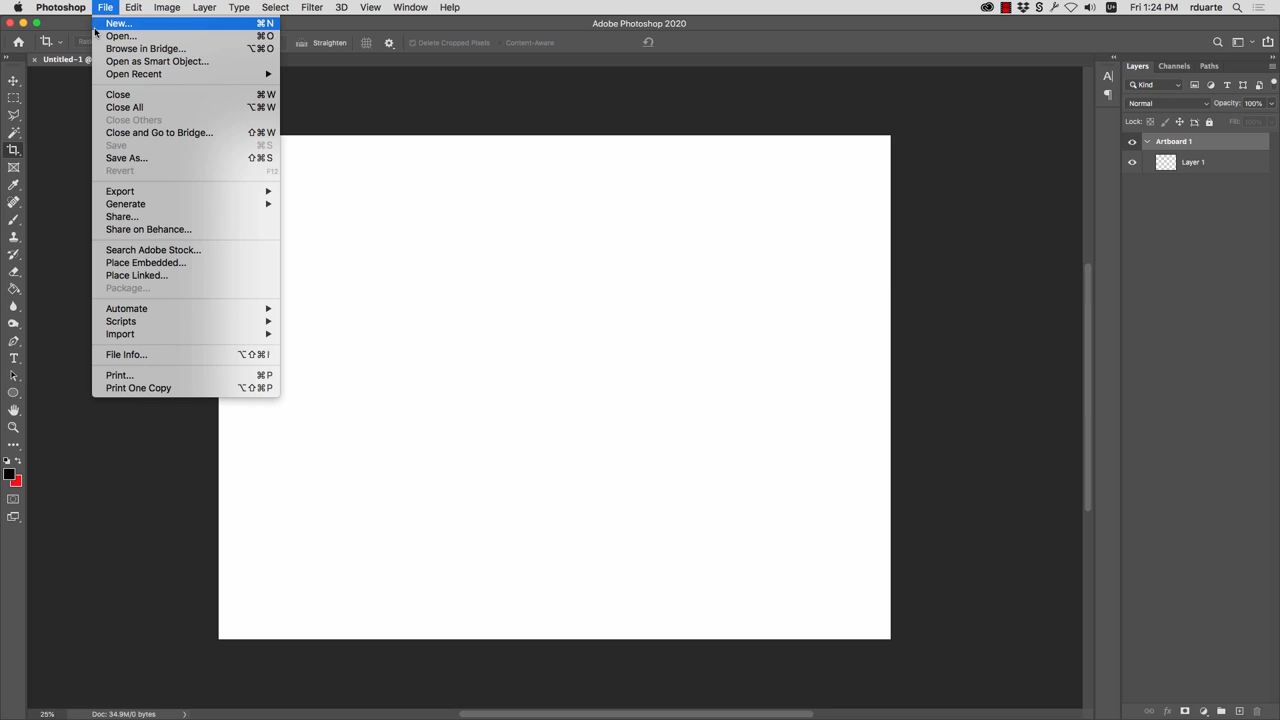 Photoshop File Edit Image Layer Type Select Filter 3D View Window Help Fri 1:24 PM rduarte
Adobe Photoshop 2020
Straighten Delete Cropped Pixels Content-Aware
Untitled-1 @
New... ⌘N
Open... ⌘O
Browse in Bridge... ⌥⌘O
Open as Smart Object...
Open Recent
Close ⌘W
Close All ⌥⌘W
Close Others
Close and Go to Bridge... ⇧⌘W
Save ⌘S
Save As... ⇧⌘S
Revert F12
Export
Generate
Share...
Share on Behance...
Search Adobe Stock...
Place Embedded...
Place Linked...
Package...
Automate
Scripts
Import
File Info... ⌥⇧⌘I
Print... ⌘P
Print One Copy ⌥⇧⌘P
Layers Channels Paths
Kind
Normal Opacity: 100%
Lock: Fill: 100%
Artboard 1
Layer 1
25% Doc: 34.9M/0 bytes